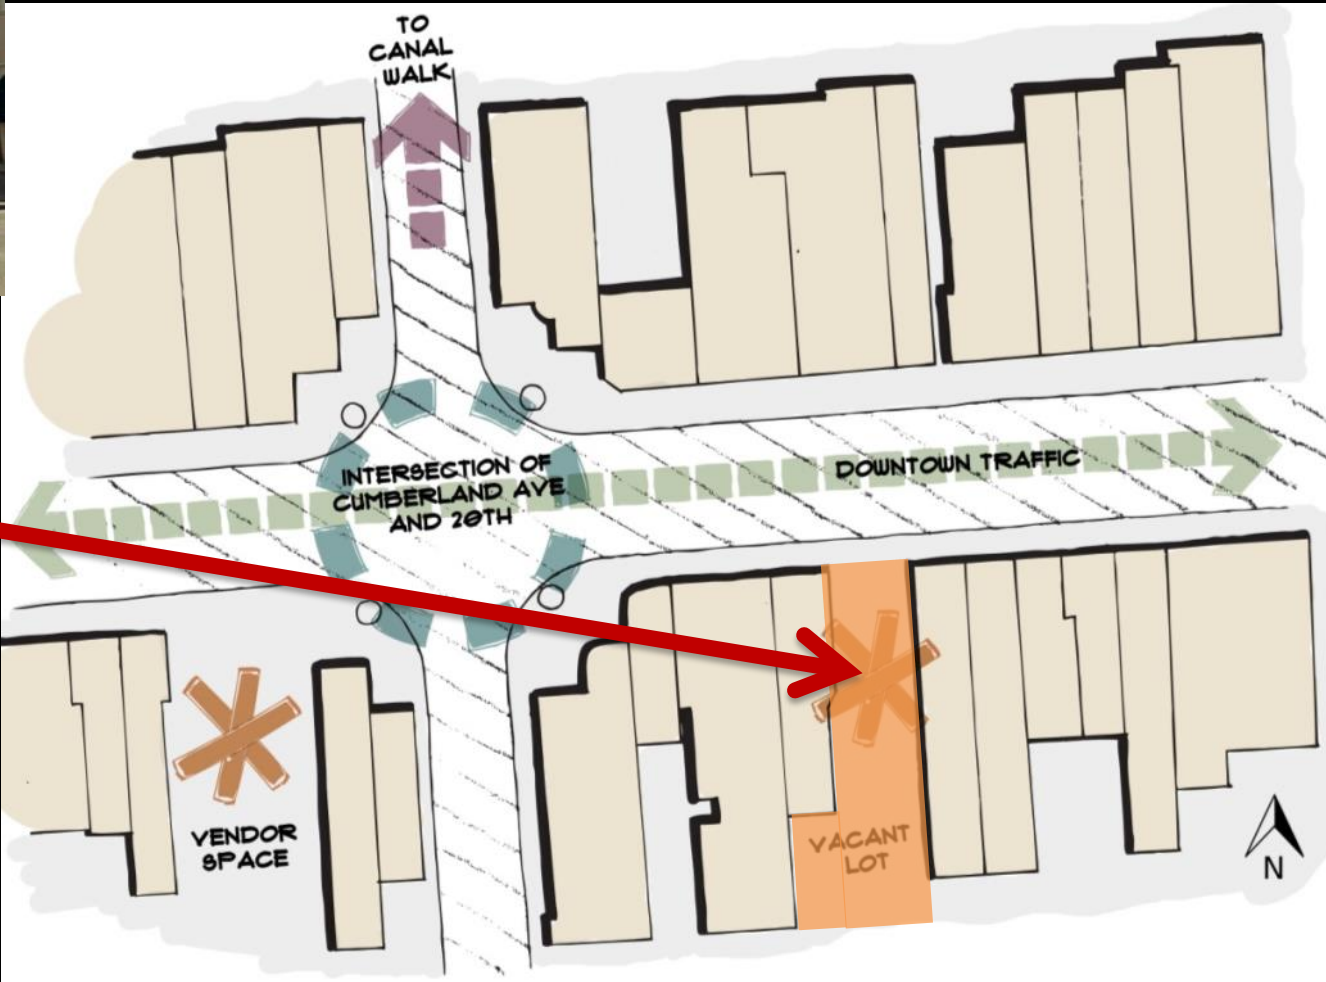 TO
CANAL
WALK
INTERSECTION OF
CUMBERLAND AVE
AND 20TH
DOWNTOWN TRAFFIC
VENDOR
SPACE
VACANT
LOT
N